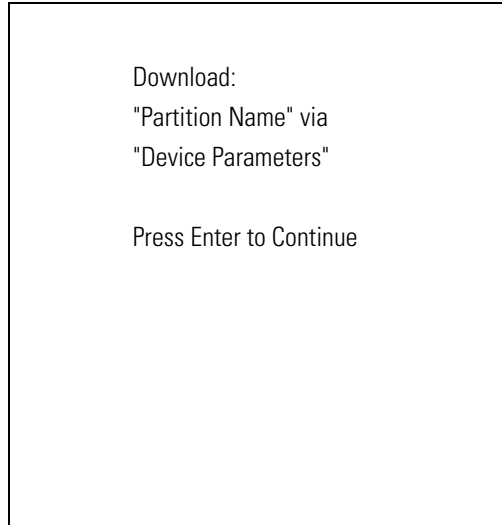 Download:
"Partition Name" via
"Device Parameters"
Press Enter to Continue